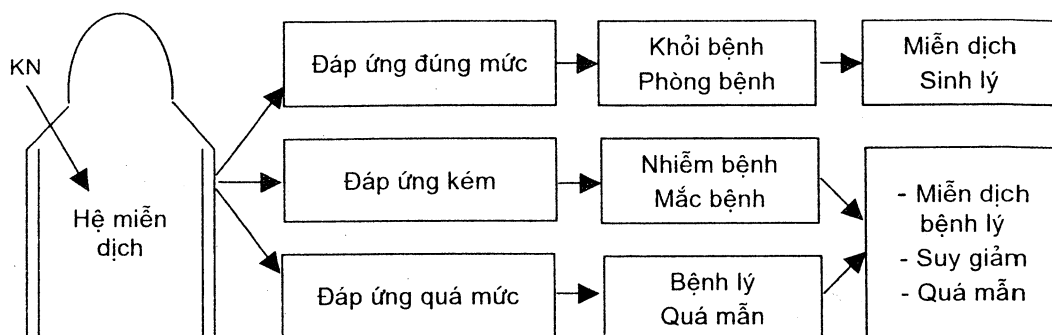 KN
Hệ miễn
dịch
Đáp ứng đúng mức
Khỏi bệnh
Phòng bệnh
Miễn dịch
Sinh lý
Đáp ứng kém
Nhiễm bệnh
Mắc bệnh
- Miễn dịch
bệnh lý
- Suy giảm
- Quá mẫn
Đáp ứng quá mức
Bệnh lý
Quá mẫn